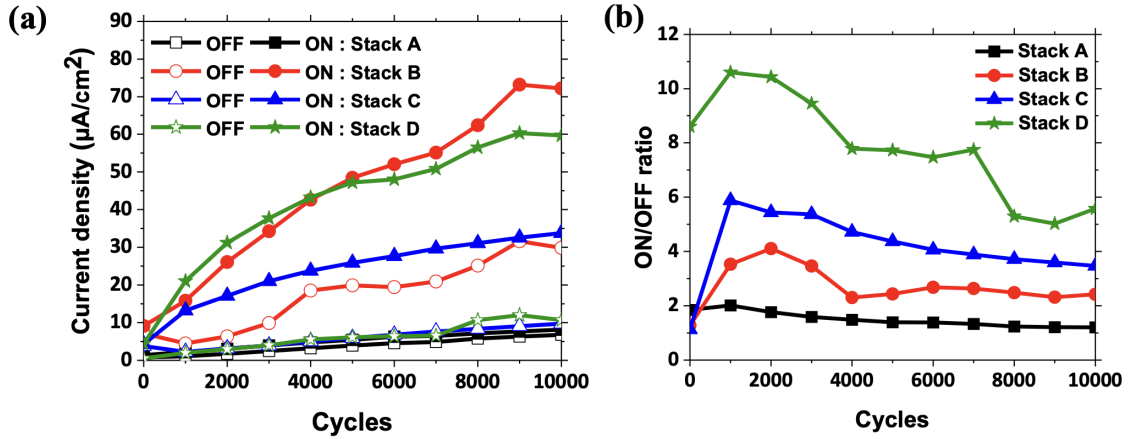 (a)
Current density (µA/cm²)
90
80
70
60
50
40
30
20
10
0
OFF ON : Stack A
OFF ON : Stack B
OFF ON : Stack C
OFF ON : Stack D
0 2000 4000 6000 8000 10000
Cycles
(b)
ON/OFF ratio
12
10
8
6
4
2
0
Stack A
Stack B
Stack C
Stack D
0 2000 4000 6000 8000 10000
Cycles